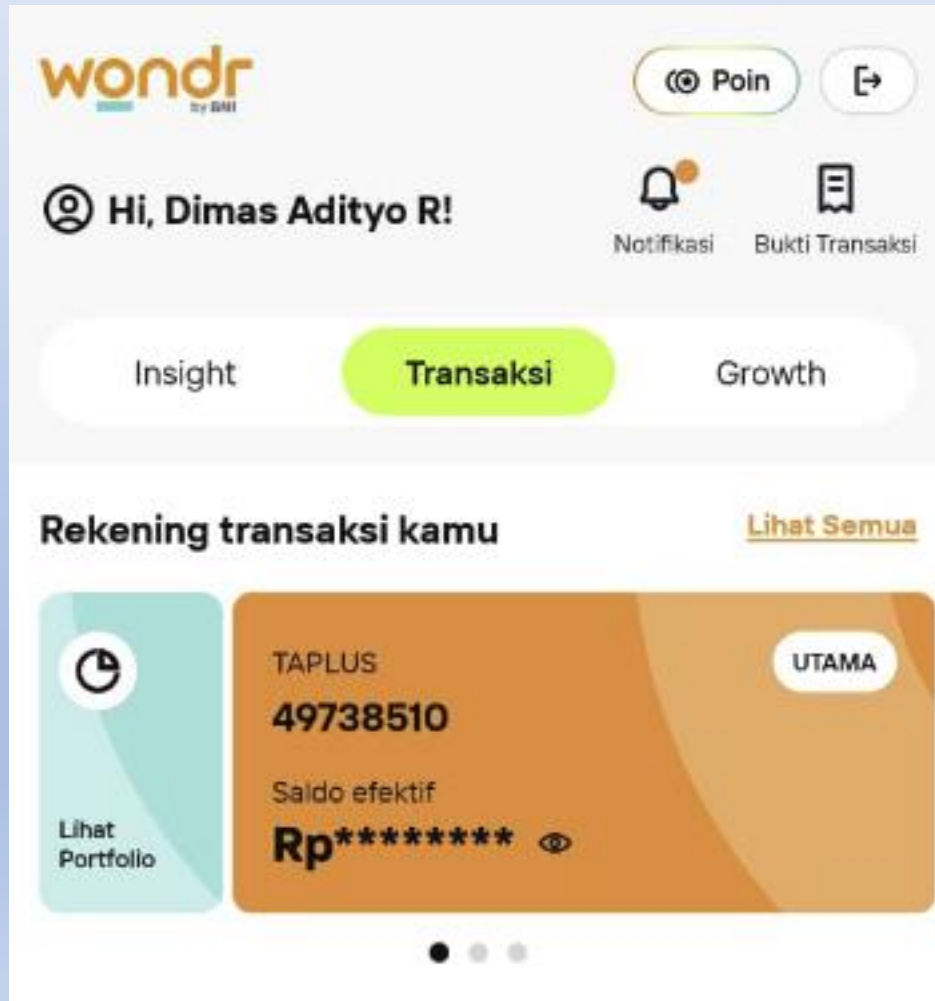 wondr
by BNI
Poin
Hi, Dimas Adityo R!
Notifikasi
Bukti Transaksi
Insight
Transaksi
Growth
Rekening transaksi kamu
Lihat Semua
Lihat
Portfolio
TAPLUS
UTAMA
49738510
Saldo efektif
Rp********